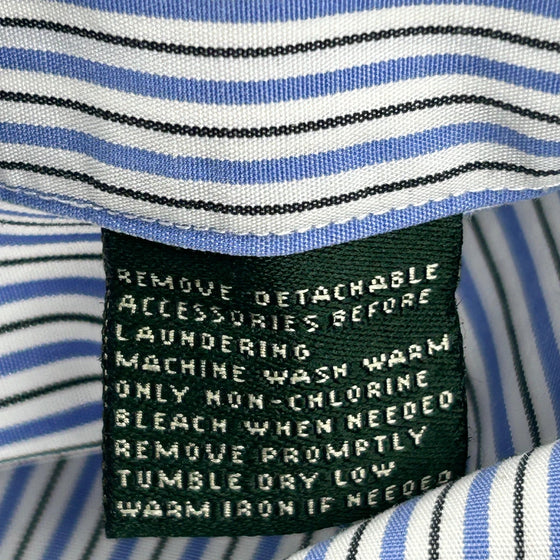 REMOVE DETACHABLE
ACCESSORIES BEFORE
LAUNDERING
MACHINE WASH WARM
ONLY NON-CHLORINE
BLEACH WHEN NEEDED
REMOVE PROMPTLY
TUMBLE DRY LOW
WARM IRON IF NEEDED